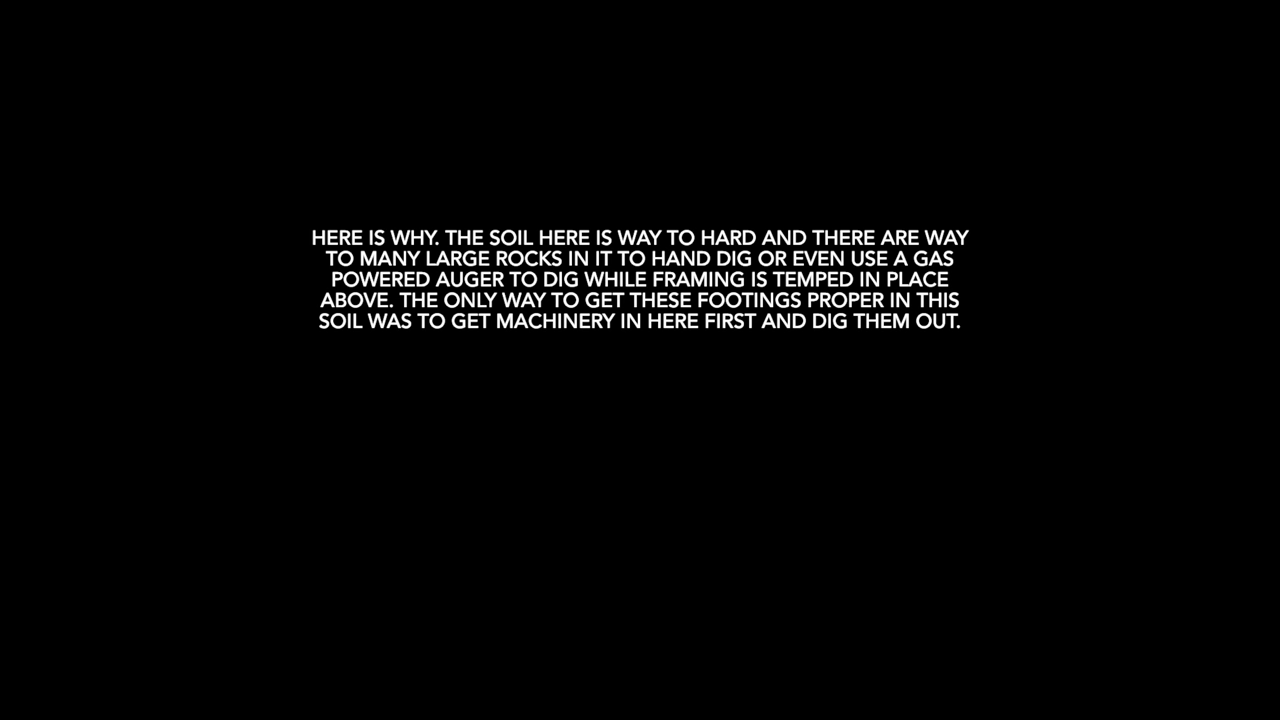 HERE IS WHY. THE SOIL HERE IS WAY TO HARD AND THERE ARE WAY
TO MANY LARGE ROCKS IN IT TO HAND DIG OR EVEN USE A GAS
POWERED AUGER TO DIG WHILE FRAMING IS TEMPED IN PLACE
ABOVE. THE ONLY WAY TO GET THESE FOOTINGS PROPER IN THIS
SOIL WAS TO GET MACHINERY IN HERE FIRST AND DIG THEM OUT.